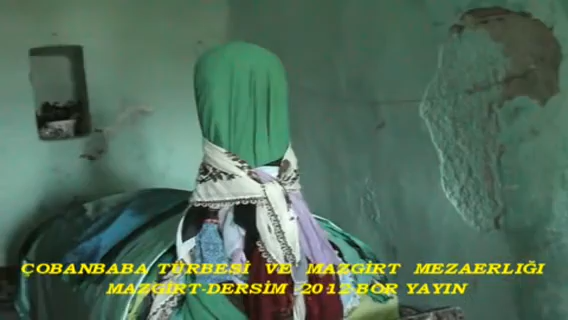 ÇOBANBABA TÜRBESİ VE MAZGİRT MEZAERLIĞI
MAZGİRT-DERSİM 2012-BOR YAYIN